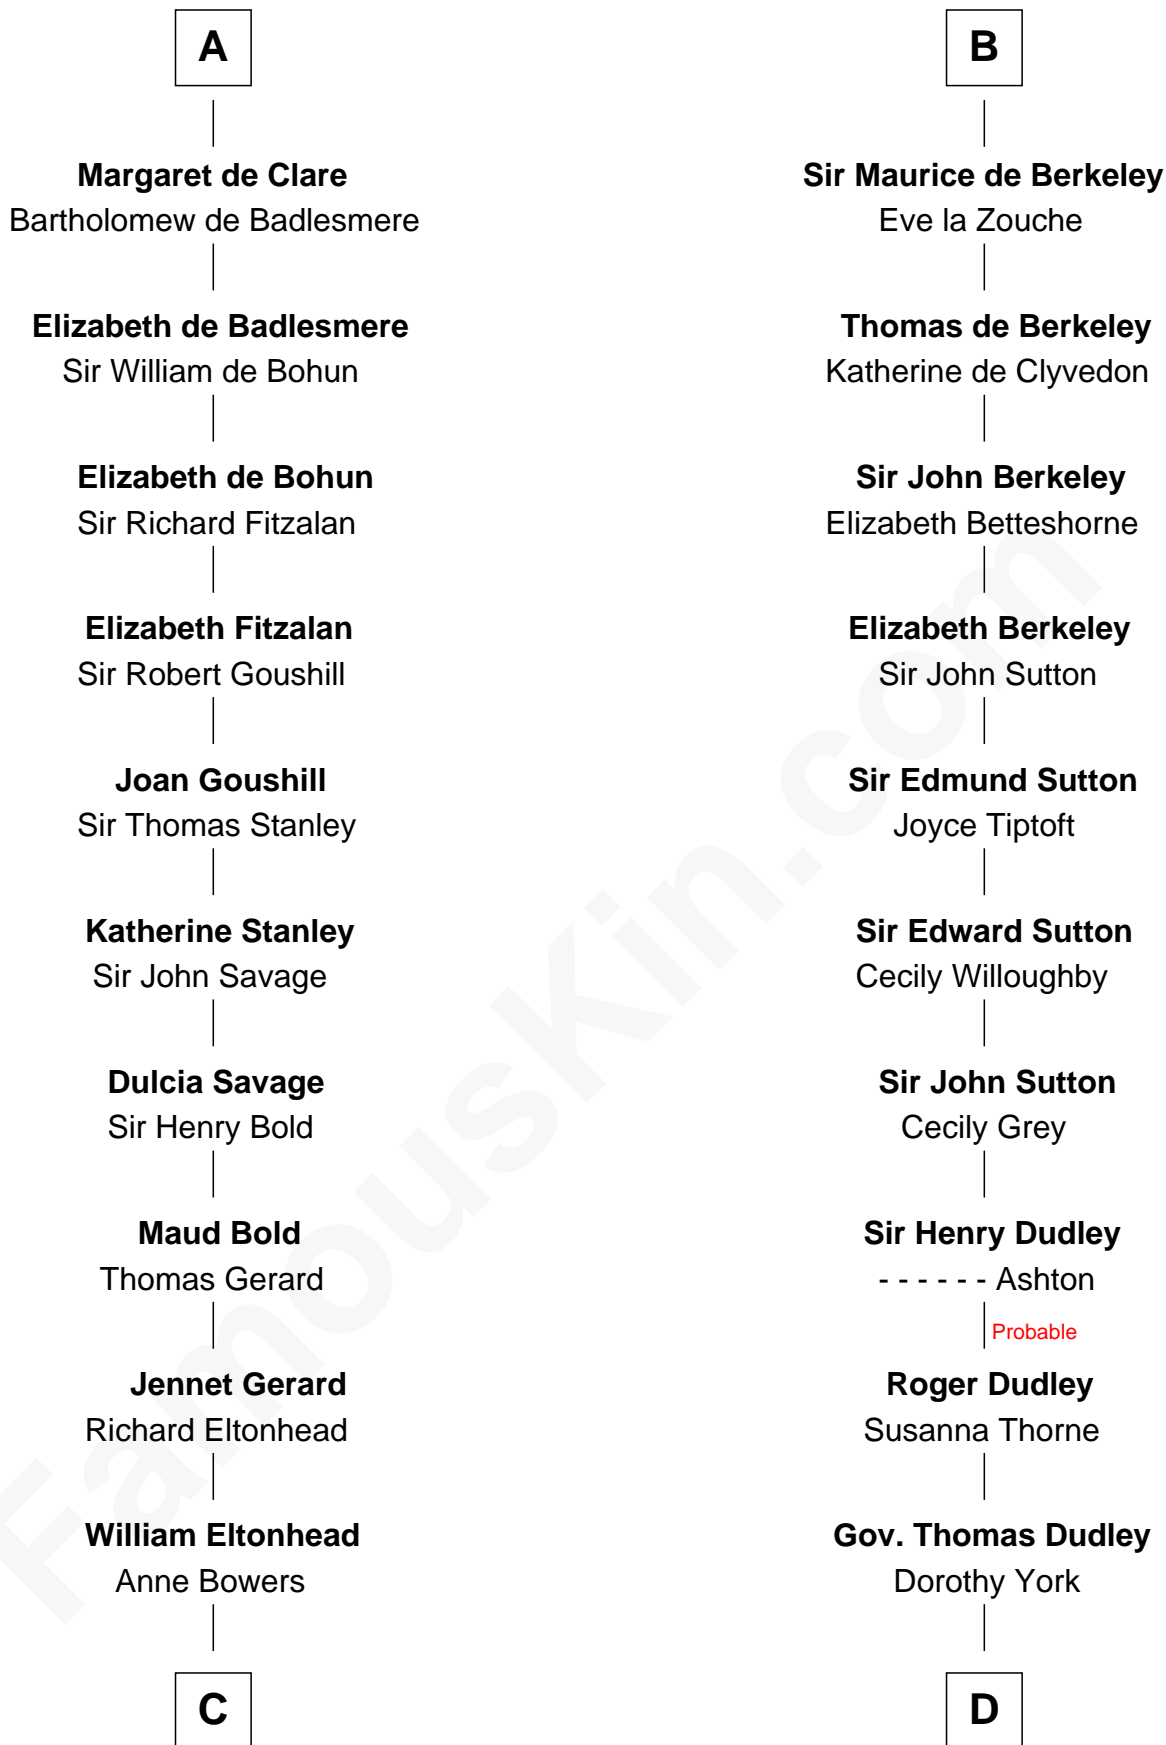 A
Margaret de Clare
Bartholomew de Badlesmere
Elizabeth de Badlesmere
Sir William de Bohun
Elizabeth de Bohun
Sir Richard Fitzalan
Elizabeth Fitzalan
Sir Robert Goushill
Joan Goushill
Sir Thomas Stanley
Katherine Stanley
Sir John Savage
Dulcia Savage
Sir Henry Bold
Maud Bold
Thomas Gerard
Jennet Gerard
Richard Eltonhead
William Eltonhead
Anne Bowers
C
B
Sir Maurice de Berkeley
Eve la Zouche
Thomas de Berkeley
Katherine de Clyvedon
Sir John Berkeley
Elizabeth Betteshorne
Elizabeth Berkeley
Sir John Sutton
Sir Edmund Sutton
Joyce Tiptoft
Sir Edward Sutton
Cecily Willoughby
Sir John Sutton
Cecily Grey
Sir Henry Dudley
- - - - - - Ashton
Probable
Roger Dudley
Susanna Thorne
Gov. Thomas Dudley
Dorothy York
D
FamousKin.com